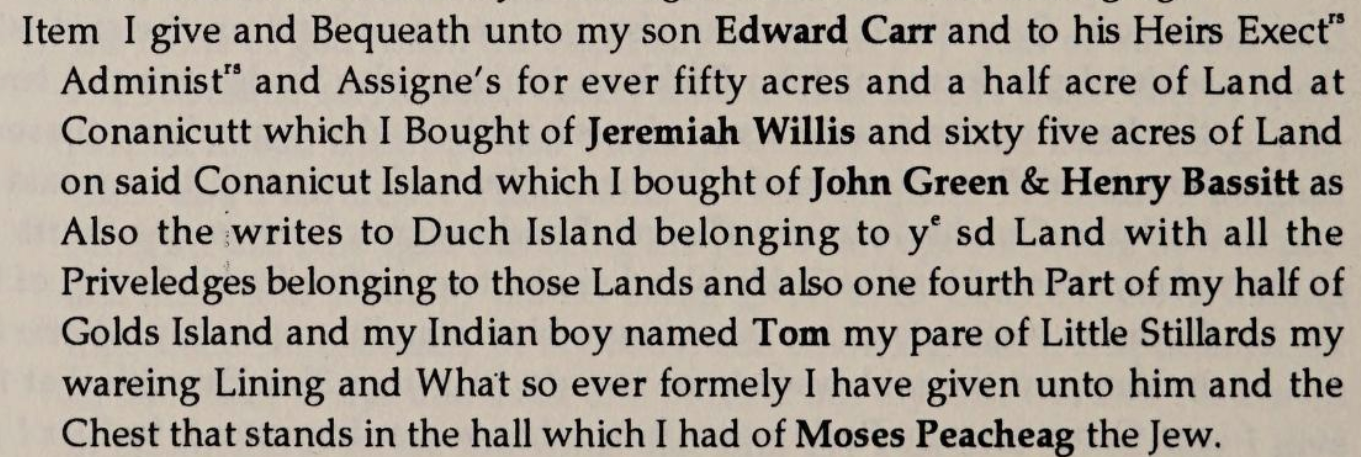 Item I give and Bequeath unto my son Edward Carr and to his Heirs Exectrs
Administrs and Assigne's for ever fifty acres and a half acre of Land at
Conanicutt which I Bought of Jeremiah Willis and sixty five acres of Land
on said Conanicut Island which I bought of John Green & Henry Bassitt as
Also the writes to Duch Island belonging to ye sd Land with all the
Priveledges belonging to those Lands and also one fourth Part of my half of
Golds Island and my Indian boy named Tom my pare of Little Stillards my
wareing Lining and What so ever formely I have given unto him and the
Chest that stands in the hall which I had of Moses Peacheag the Jew.